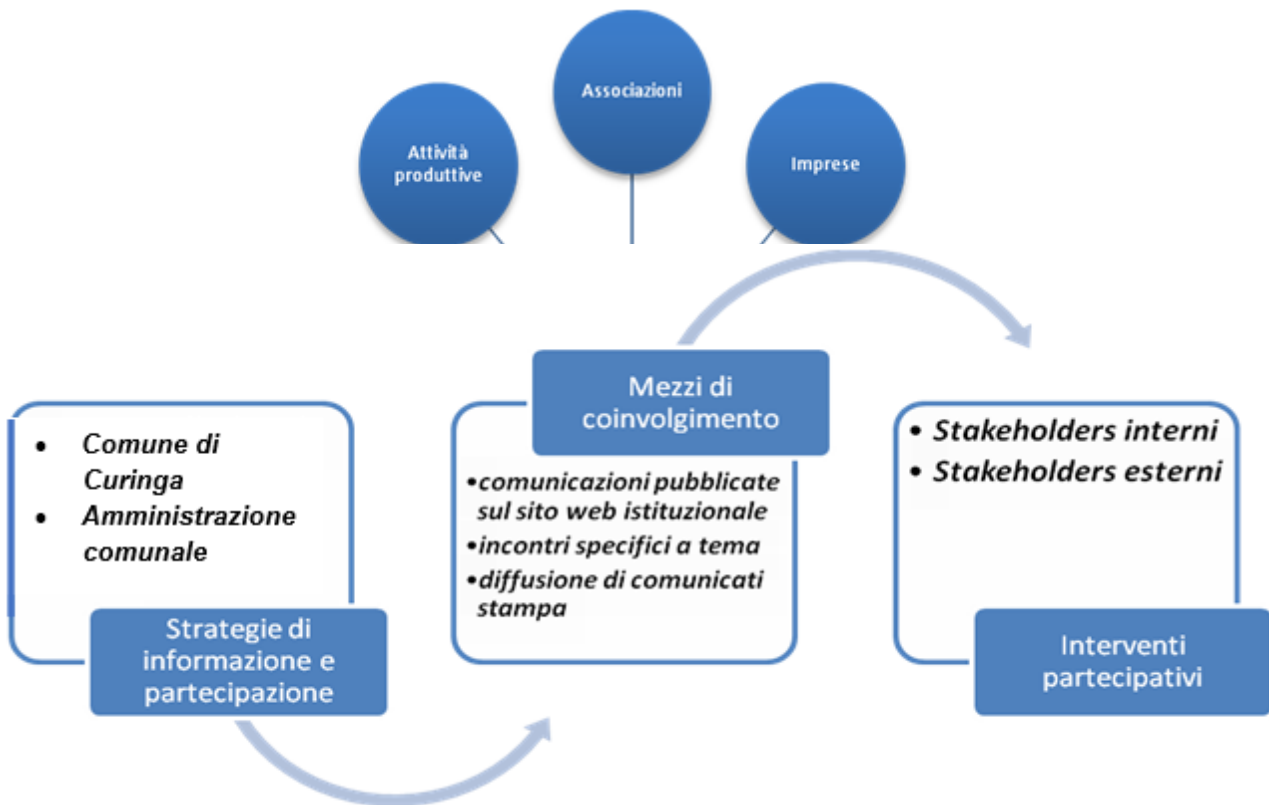 Associazioni
Attività
produttive
Imprese
• Comune di
Curinga
• Amministrazione
comunale
Strategie di
informazione e
partecipazione
Mezzi di
coinvolgimento
•comunicazioni pubblicate
sul sito web istituzionale
•incontri specifici a tema
•diffusione di comunicati
stampa
• Stakeholders interni
• Stakeholders esterni
Interventi
partecipativi